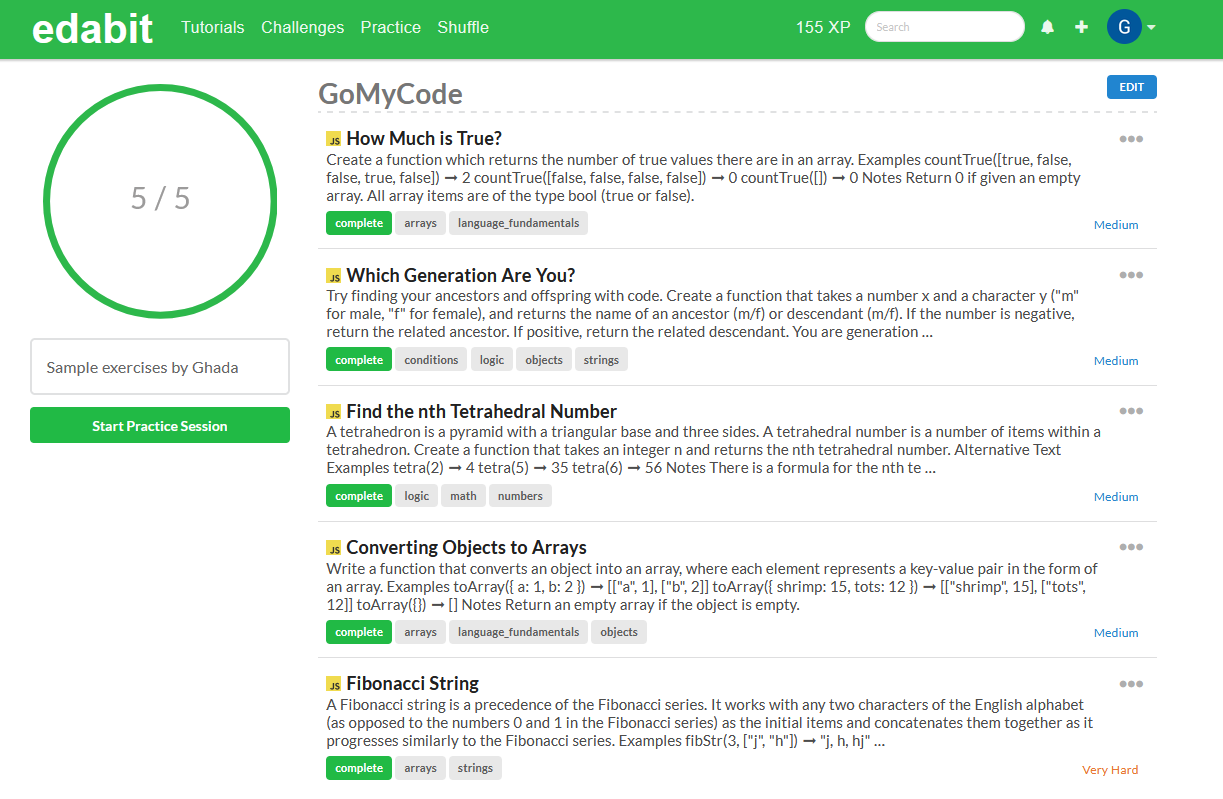 edabit Tutorials Challenges Practice Shuffle 155 XP Search G
5 / 5
Sample exercises by Ghada
Start Practice Session
GoMyCode EDIT
JS How Much is True?
Create a function which returns the number of true values there are in an array. Examples countTrue([true, false,
false, true, false]) ➞ 2 countTrue([false, false, false, false]) ➞ 0 countTrue([]) ➞ 0 Notes Return 0 if given an empty
array. All array items are of the type bool (true or false).
complete arrays language_fundamentals Medium
JS Which Generation Are You?
Try finding your ancestors and offspring with code. Create a function that takes a number x and a character y ("m"
for male, "f" for female), and returns the name of an ancestor (m/f) or descendant (m/f). If the number is negative,
return the related ancestor. If positive, return the related descendant. You are generation ...
complete conditions logic objects strings Medium
JS Find the nth Tetrahedral Number
A tetrahedron is a pyramid with a triangular base and three sides. A tetrahedral number is a number of items within a
tetrahedron. Create a function that takes an integer n and returns the nth tetrahedral number. Alternative Text
Examples tetra(2) ➞ 4 tetra(5) ➞ 35 tetra(6) ➞ 56 Notes There is a formula for the nth te ...
complete logic math numbers Medium
JS Converting Objects to Arrays
Write a function that converts an object into an array, where each element represents a key-value pair in the form of
an array. Examples toArray({ a: 1, b: 2 }) ➞ [["a", 1], ["b", 2]] toArray({ shrimp: 15, tots: 12 }) ➞ [["shrimp", 15], ["tots",
12]] toArray({}) ➞ [] Notes Return an empty array if the object is empty.
complete arrays language_fundamentals objects Medium
JS Fibonacci String
A Fibonacci string is a precedence of the Fibonacci series. It works with any two characters of the English alphabet
(as opposed to the numbers 0 and 1 in the Fibonacci series) as the initial items and concatenates them together as it
progresses similarly to the Fibonacci series. Examples fibStr(3, ["j", "h"]) ➞ "j, h, hj" ...
complete arrays strings Very Hard